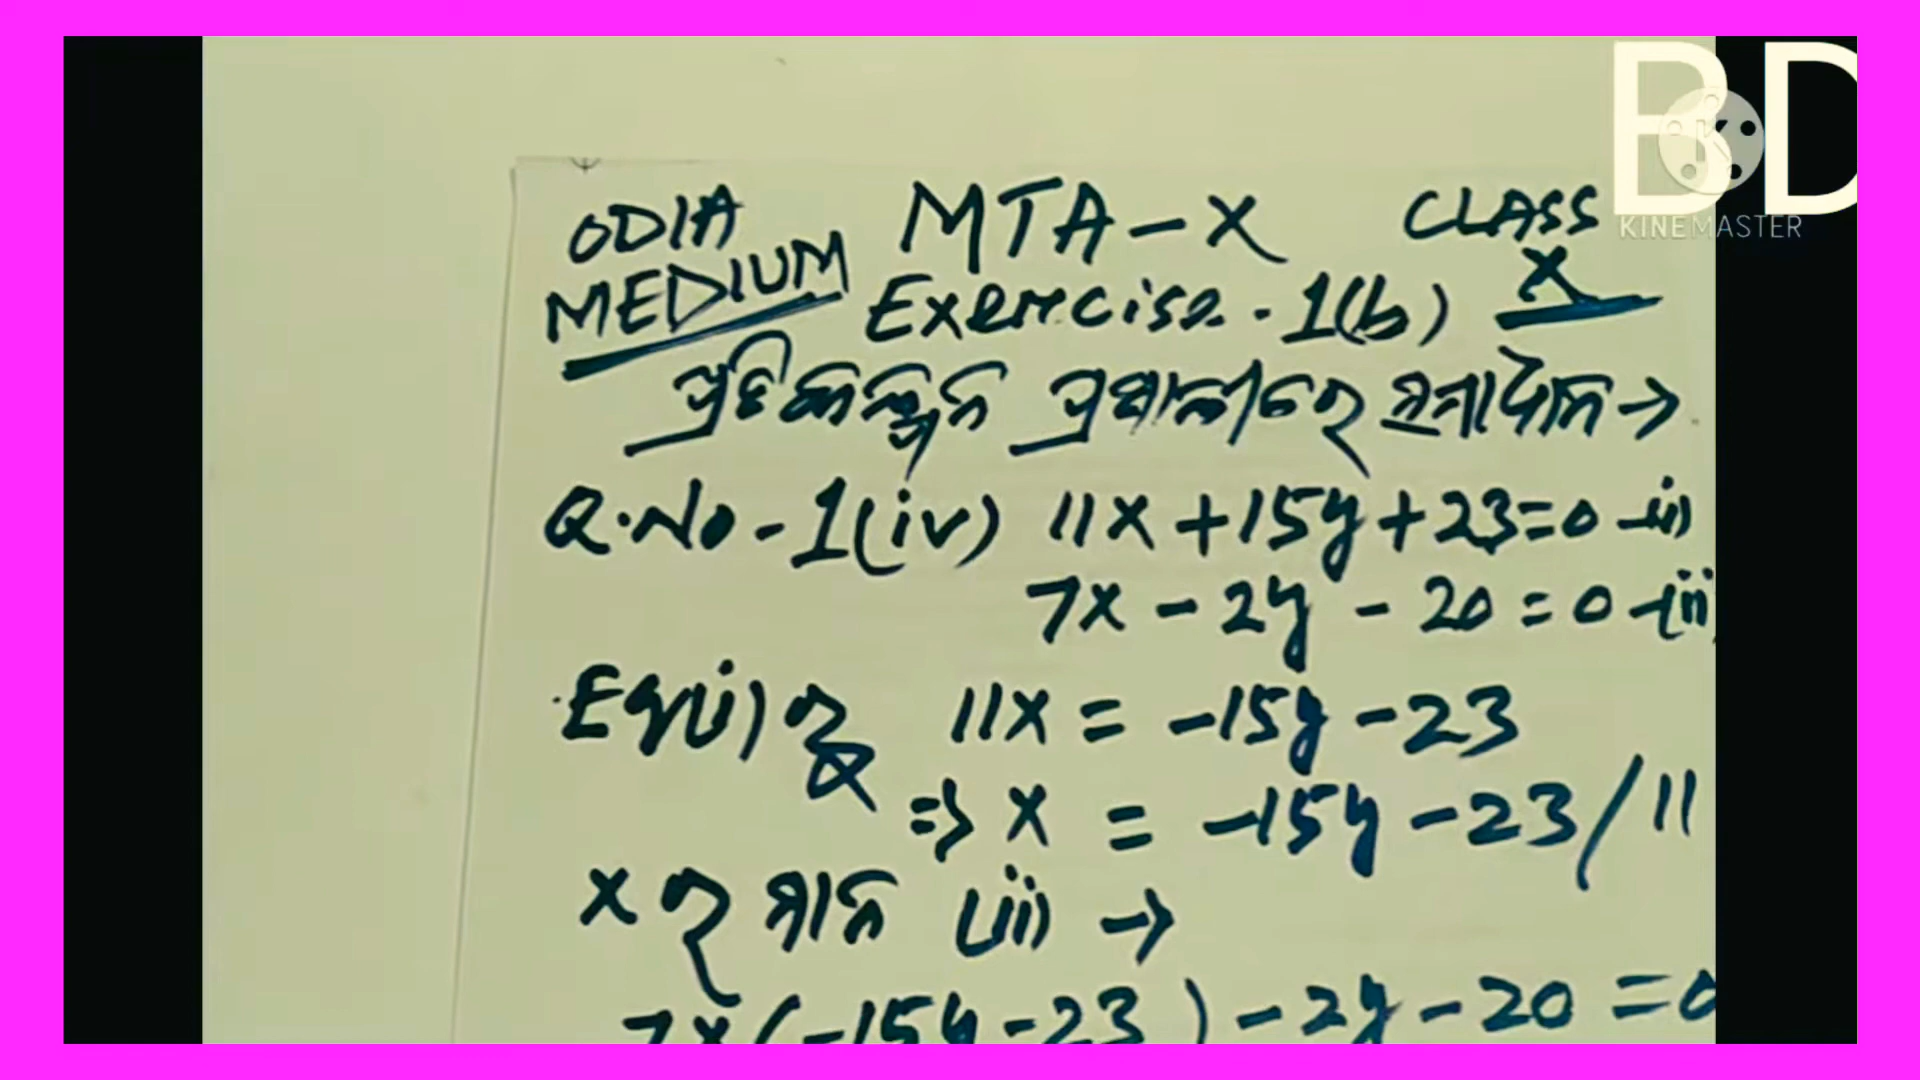 BD
KINEMASTER
ODIA MTA-X CLASS
MEDIUM Exercise-1(b) X
ପ୍ରତିକଳ୍ପନ ପ୍ରଣାଳୀରେ ସମାଧାନ →
Q.No-1(iv) 11x+15y+23=0 -(i)
7x - 2y - 20 = 0 -(ii)
Eq(i) ରୁ 11x = -15y-23
⇒ x = -15y-23/11
x ର ମାନ (ii) →
7x(-15y-23) - 2y - 20 = 0